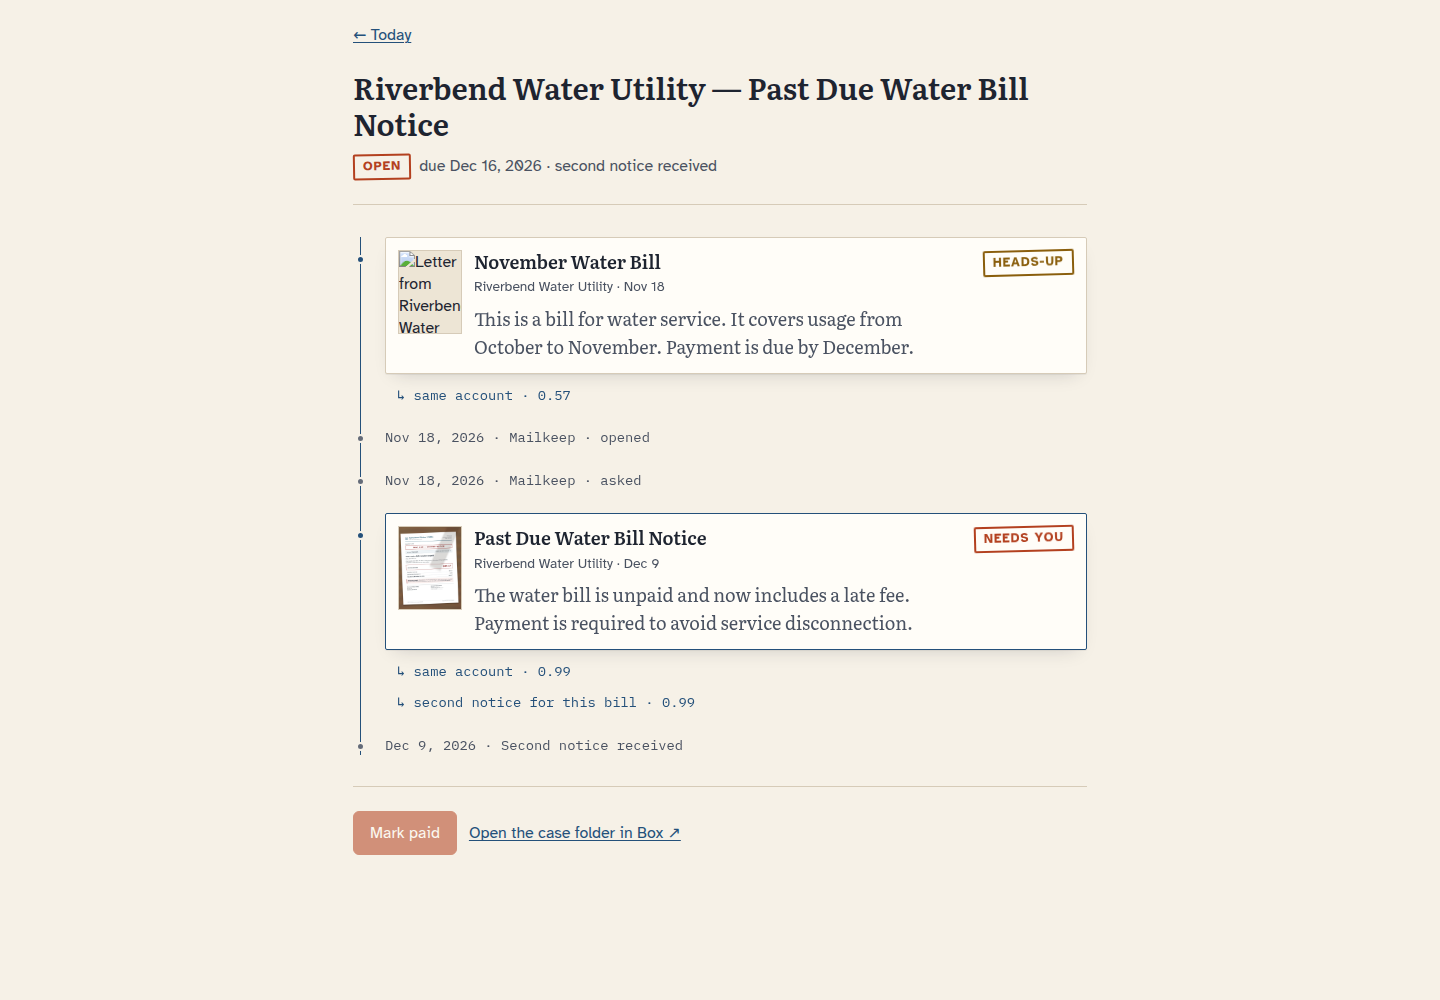 ← Today
Riverbend Water Utility — Past Due Water Bill
Notice
OPEN due Dec 16, 2026 · second notice received
Letter
from
Riverben
Water
November Water Bill
HEADS-UP
Riverbend Water Utility · Nov 18
This is a bill for water service. It covers usage from
October to November. Payment is due by December.
↳ same account · 0.57
Nov 18, 2026 · Mailkeep · opened
Nov 18, 2026 · Mailkeep · asked
Past Due Water Bill Notice
NEEDS YOU
Riverbend Water Utility · Dec 9
The water bill is unpaid and now includes a late fee.
Payment is required to avoid service disconnection.
↳ same account · 0.99
↳ second notice for this bill · 0.99
Dec 9, 2026 · Second notice received
Mark paid
Open the case folder in Box ↗